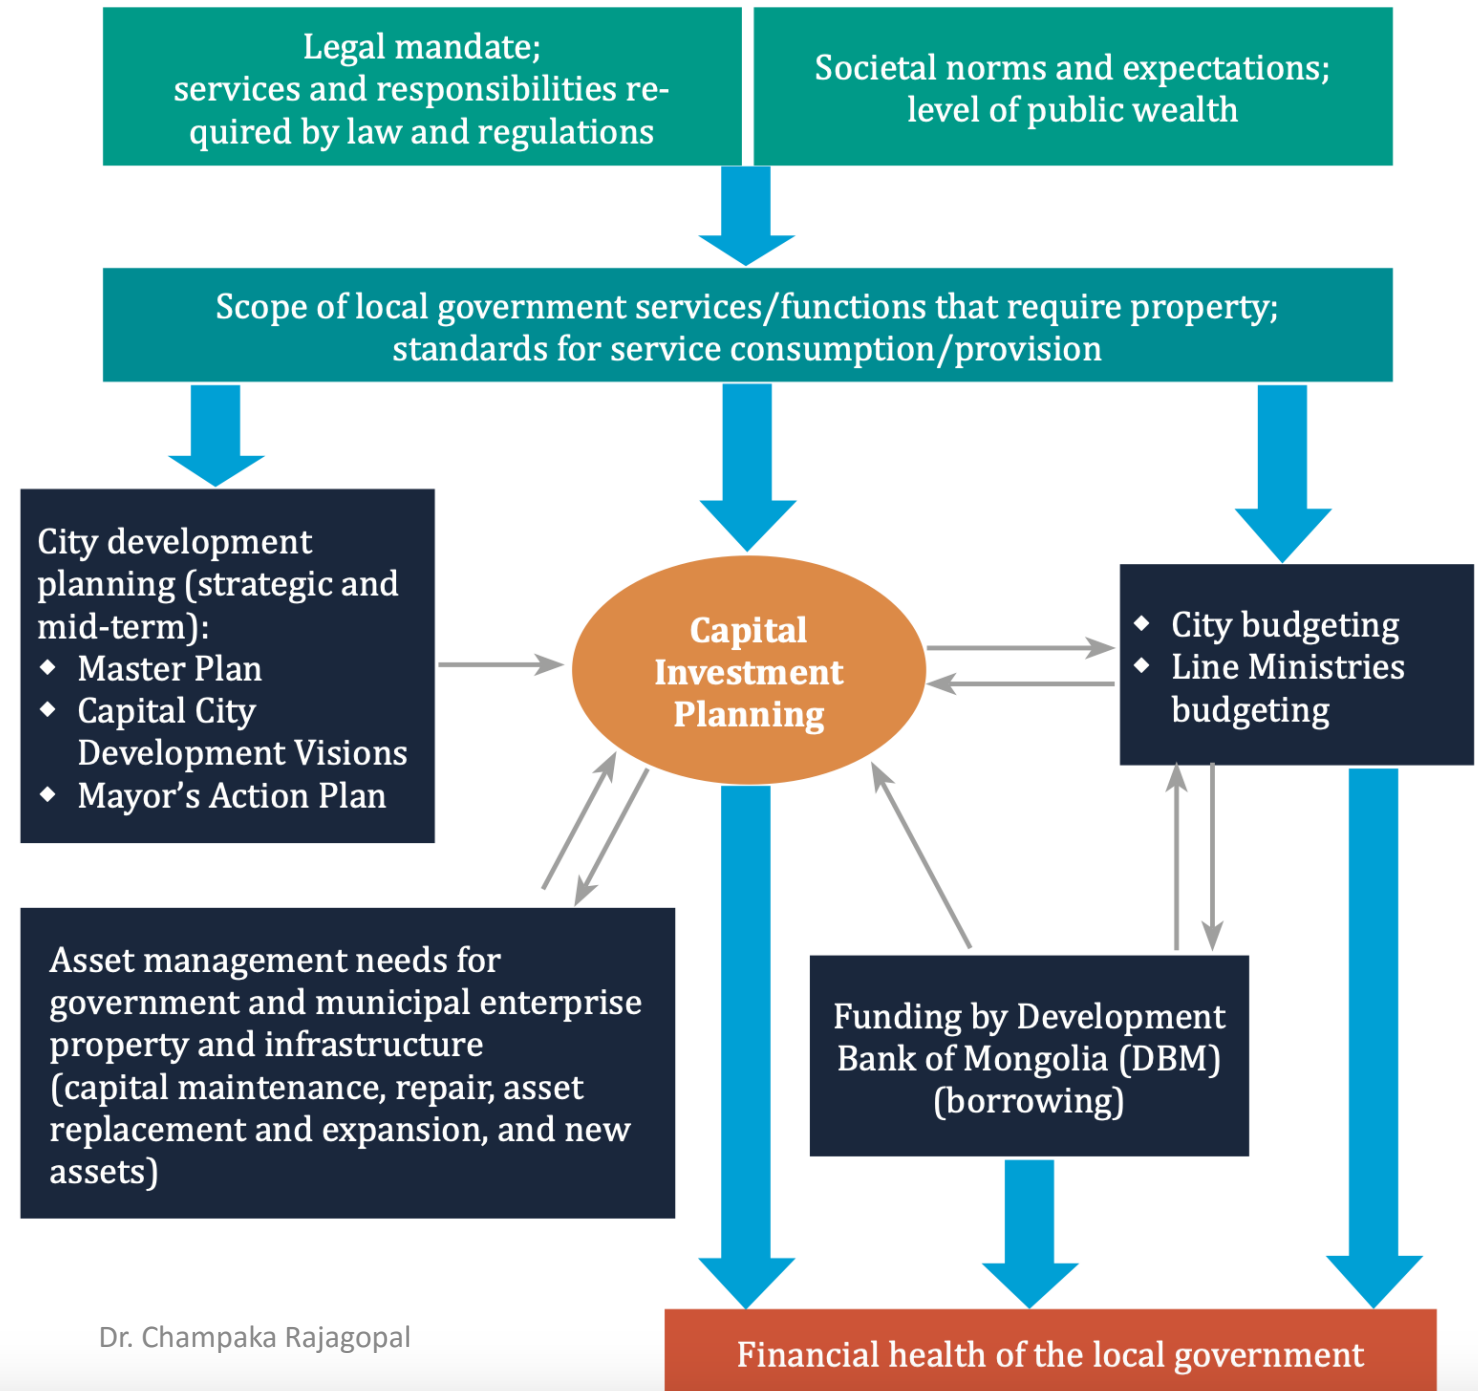 Legal mandate;
services and responsibilities re-
quired by law and regulations
Societal norms and expectations;
level of public wealth
Scope of local government services/functions that require property;
standards for service consumption/provision
City development
planning (strategic and
mid-term):
◆ Master Plan
◆ Capital City
Development Visions
◆ Mayor’s Action Plan
Capital
Investment
Planning
◆ City budgeting
◆ Line Ministries
budgeting
Asset management needs for
government and municipal enterprise
property and infrastructure
(capital maintenance, repair, asset
replacement and expansion, and new
assets)
Funding by Development
Bank of Mongolia (DBM)
(borrowing)
Dr. Champaka Rajagopal
Financial health of the local government